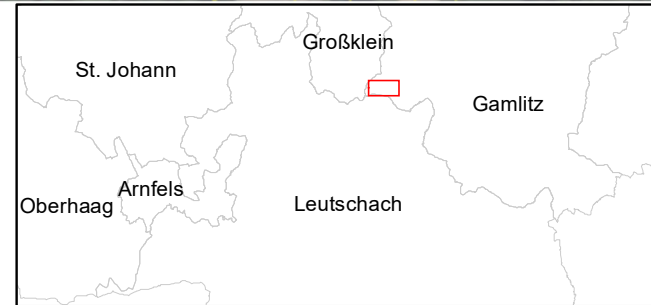 Großklein
St. Johann
Gamlitz
Arnfels
Oberhaag
Leutschach